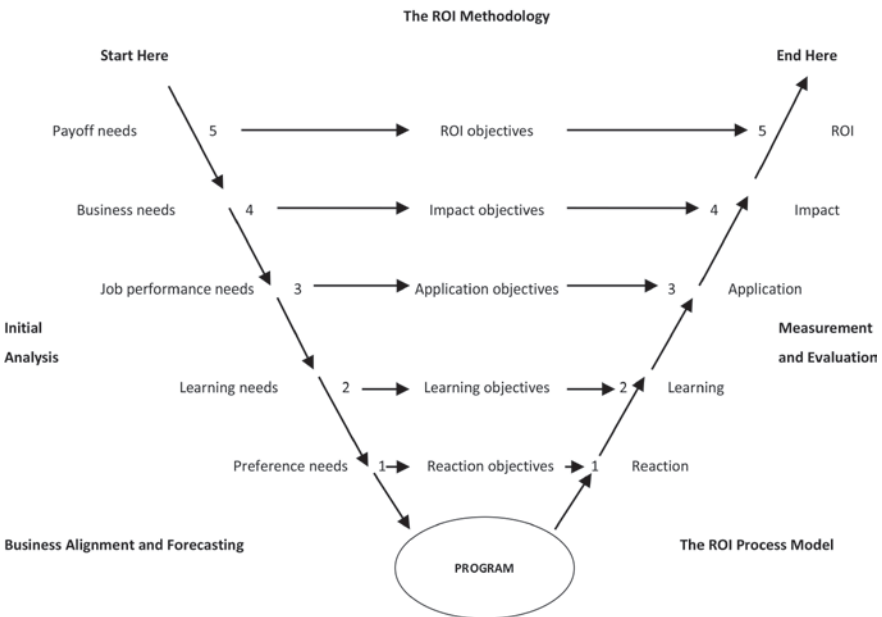 The ROI Methodology
Start Here
End Here
Payoff needs 5 ROI objectives 5 ROI
Business needs 4 Impact objectives 4 Impact
Job performance needs 3 Application objectives 3 Application
Initial
Analysis
Measurement
and Evaluation
Learning needs 2 Learning objectives 2 Learning
Preference needs 1 Reaction objectives 1 Reaction
Business Alignment and Forecasting
The ROI Process Model
PROGRAM